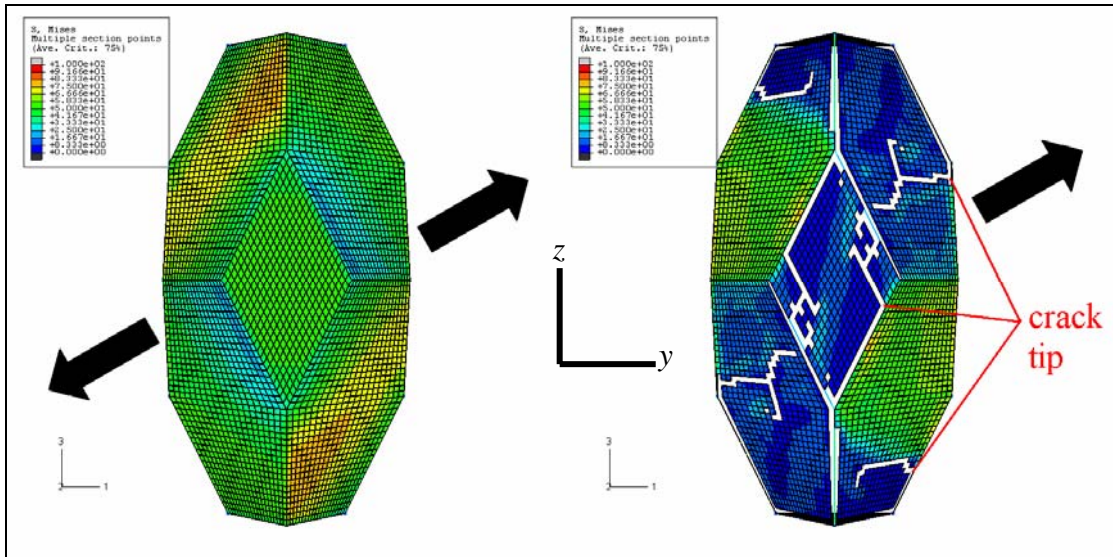 S, Mises
Multiple section points
(Ave. Crit.: 75%)
+1.000e+02
+9.166e+01
+8.333e+01
+7.500e+01
+6.666e+01
+5.833e+01
+5.000e+01
+4.167e+01
+3.333e+01
+2.500e+01
+1.667e+01
+8.333e+00
+0.000e+00
3
2
1
S, Mises
Multiple section points
(Ave. Crit.: 75%)
+1.000e+02
+9.166e+01
+8.333e+01
+7.500e+01
+6.666e+01
+5.833e+01
+5.000e+01
+4.167e+01
+3.333e+01
+2.500e+01
+1.667e+01
+8.333e+00
+0.000e+00
z
y
crack
tip
3
2
1